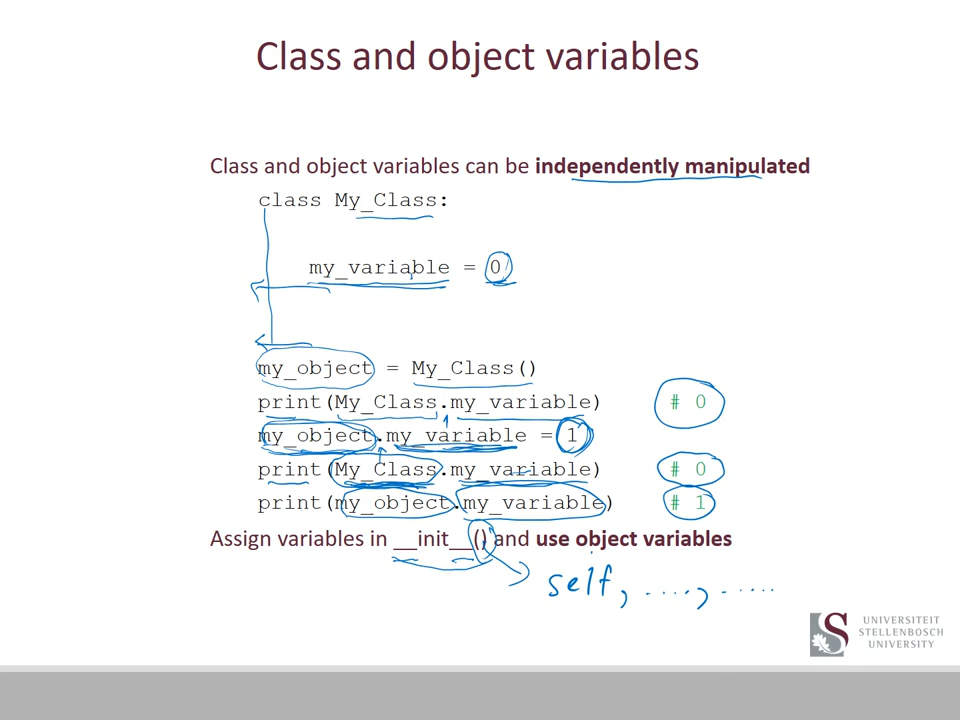 Class and object variables
Class and object variables can be independently manipulated
class My_Class:
my_variable = 0
my_object = My_Class()
print(My_Class.my_variable) # 0
my_object.my_variable = 1
print(My_Class.my_variable) # 0
print(my_object.my_variable) # 1
Assign variables in __init__() and use object variables
self, ...., .....
UNIVERSITEIT
STELLENBOSCH
UNIVERSITY